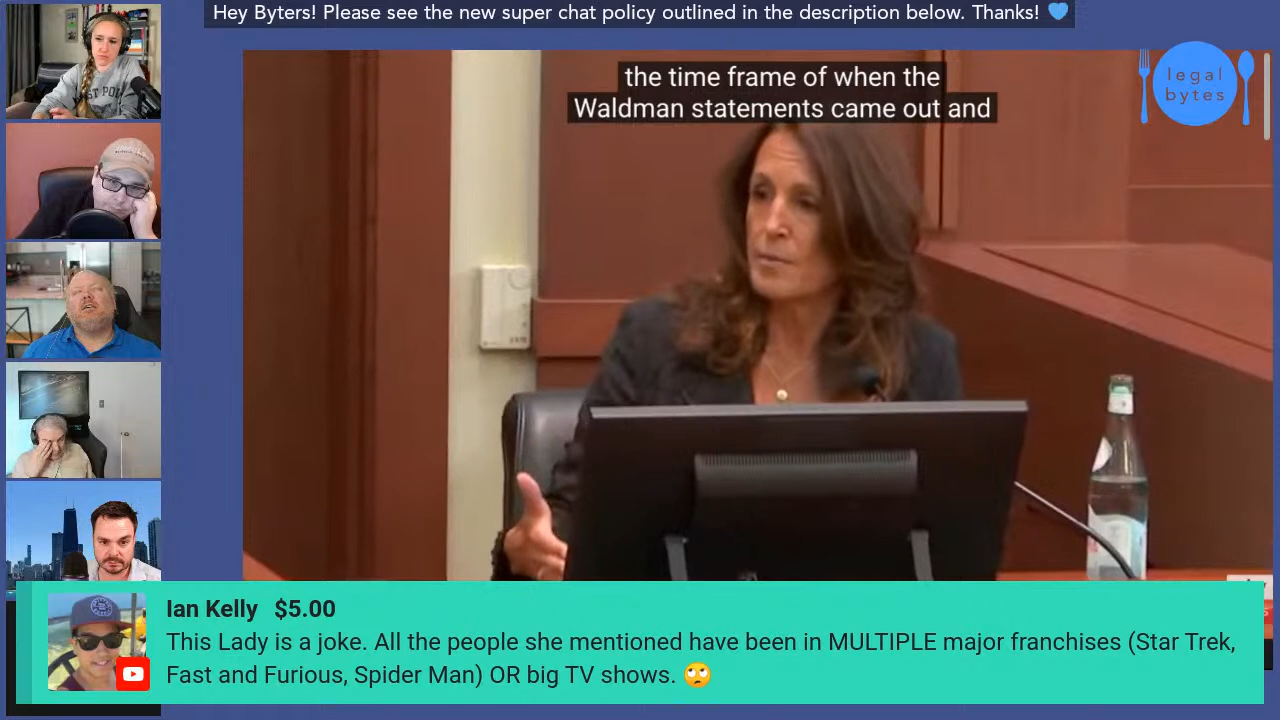 Hey Byters! Please see the new super chat policy outlined in the description below. Thanks! 💙
legal
bytes
the time frame of when the
Waldman statements came out and
Ian Kelly $5.00
This Lady is a joke. All the people she mentioned have been in MULTIPLE major franchises (Star Trek,
Fast and Furious, Spider Man) OR big TV shows. 🙄